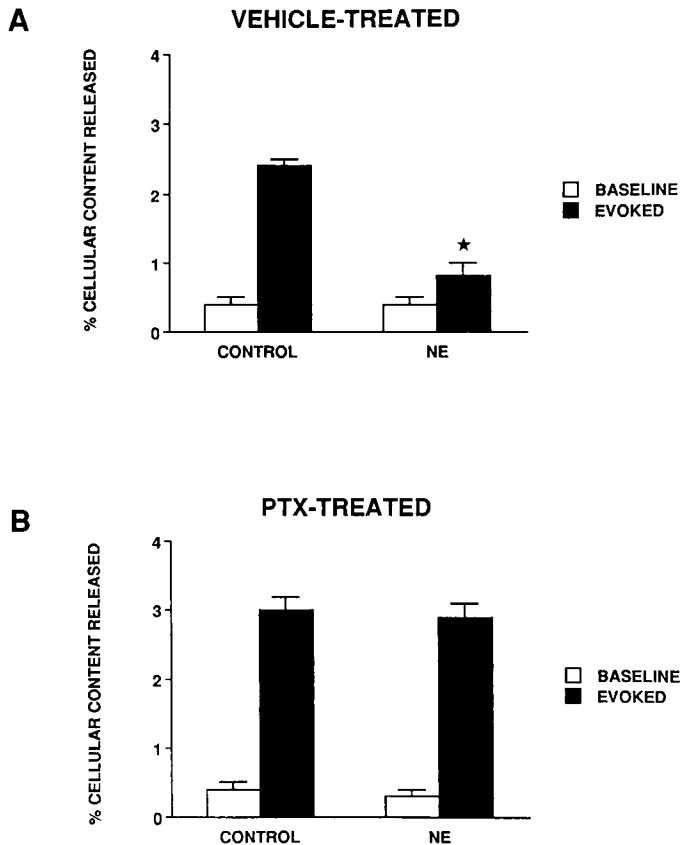 A
VEHICLE-TREATED
% CELLULAR CONTENT RELEASED
4
3
2
1
0
CONTROL
NE
★
BASELINE
EVOKED
B
PTX-TREATED
% CELLULAR CONTENT RELEASED
4
3
2
1
0
CONTROL
NE
BASELINE
EVOKED